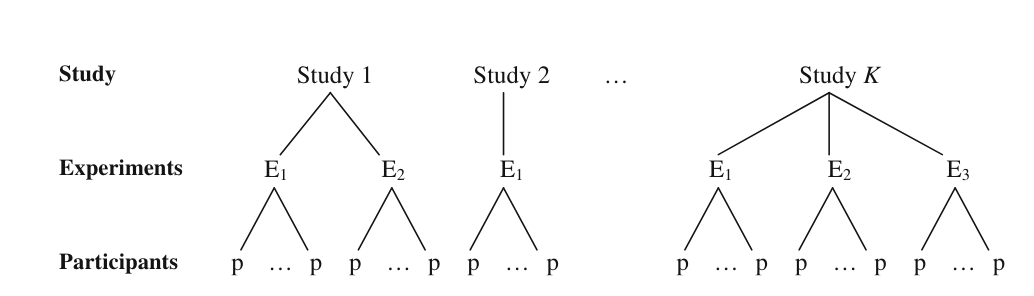 Study Study 1 Study 2 … Study K
Experiments E₁ E₂ E₁ E₁ E₂ E₃
Participants p … p p … p p … p p … p p … p p … p